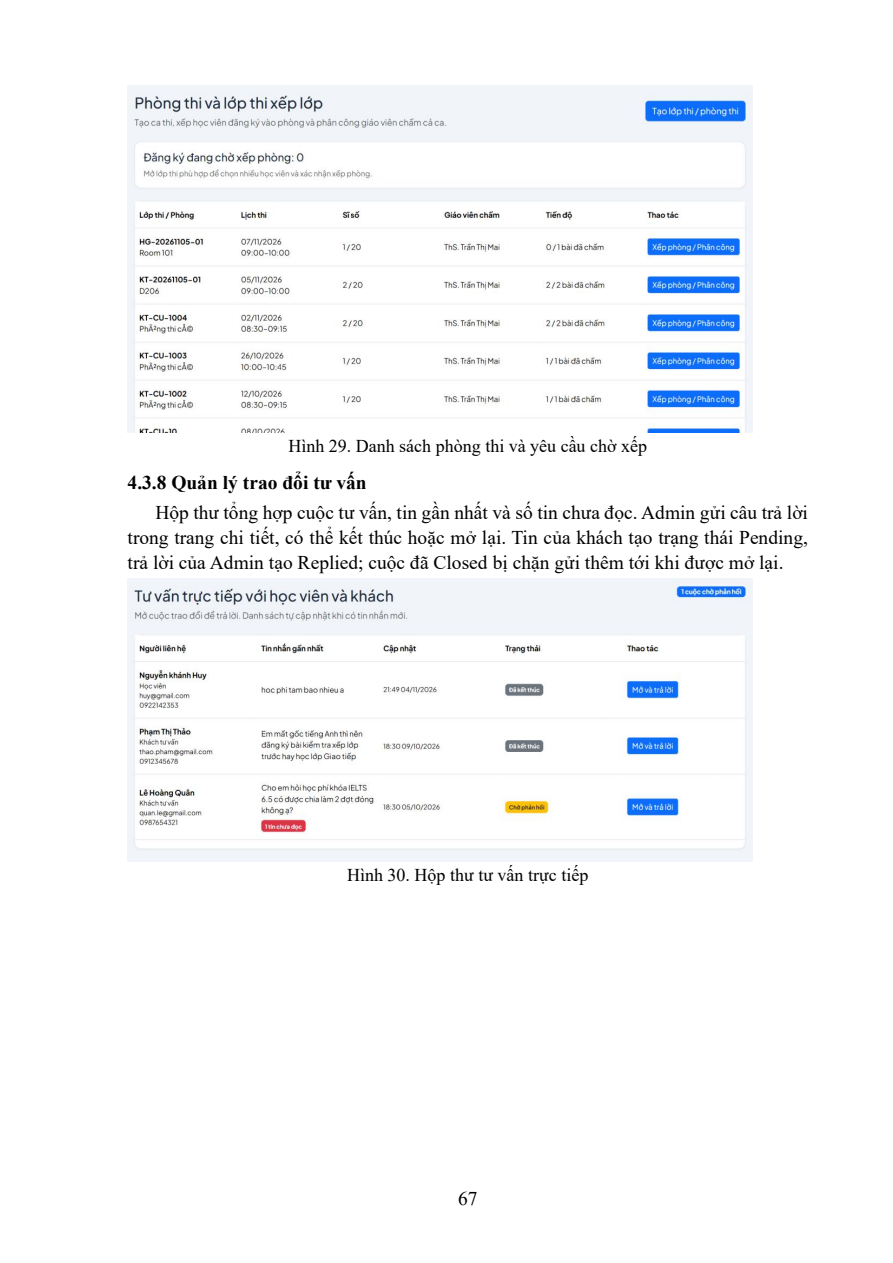 Phòng thi và lớp thi xếp lớp
Tạo ca thi, xếp học viên đăng ký vào phòng và phân công giáo viên chấm cả ca.
Tạo lớp thi / phòng thi
Đăng ký đang chờ xếp phòng: 0
Mở lớp thi phù hợp để chọn nhiều học viên và xác nhận xếp phòng.
Lớp thi / Phòng Lịch thi Sĩ số Giáo viên chấm Tiến độ Thao tác
HG-20261105-01 07/11/2026
Room 101 09:00-10:00 1 / 20 ThS. Trần Thị Mai 0 / 1 bài đã chấm Xếp phòng / Phân công
KT-20261105-01 05/11/2026
D206 09:00-10:00 2 / 20 ThS. Trần Thị Mai 2 / 2 bài đã chấm Xếp phòng / Phân công
KT-CU-1004 02/11/2026
PhÃ²ng thi cÅ© 08:30-09:15 2 / 20 ThS. Trần Thị Mai 2 / 2 bài đã chấm Xếp phòng / Phân công
KT-CU-1003 26/10/2026
PhÃ²ng thi cÅ© 10:00-10:45 1 / 20 ThS. Trần Thị Mai 1 / 1 bài đã chấm Xếp phòng / Phân công
KT-CU-1002 12/10/2026
PhÃ²ng thi cÅ© 08:30-09:15 1 / 20 ThS. Trần Thị Mai 1 / 1 bài đã chấm Xếp phòng / Phân công
KT-CU-10 08/10/2026
Hình 29. Danh sách phòng thi và yêu cầu chờ xếp
4.3.8 Quản lý trao đổi tư vấn
Hộp thư tổng hợp cuộc tư vấn, tin gần nhất và số tin chưa đọc. Admin gửi câu trả lời
trong trang chi tiết, có thể kết thúc hoặc mở lại. Tin của khách tạo trạng thái Pending,
trả lời của Admin tạo Replied; cuộc đã Closed bị chặn gửi thêm tới khi được mở lại.
Tư vấn trực tiếp với học viên và khách
1 cuộc chờ phản hồi
Mở cuộc trao đổi để trả lời. Danh sách tự cập nhật khi có tin nhắn mới.
Người liên hệ Tin nhắn gần nhất Cập nhật Trạng thái Thao tác
Nguyễn khánh Huy
Học viên
huy@gmail.com
0922142353
hoc phi tam bao nhieu a
21:49 04/11/2026
Đã kết thúc
Mở và trả lời
Phạm Thị Thảo
Khách tư vấn
thao.pham@gmail.com
0912345678
Em mất gốc tiếng Anh thì nên
đăng ký bài kiểm tra xếp lớp
trước hay học lớp Giao tiếp
18:30 09/10/2026
Đã kết thúc
Mở và trả lời
Lê Hoàng Quân
Khách tư vấn
quan.le@gmail.com
0987654321
Cho em hỏi học phí khóa IELTS
6.5 có được chia làm 2 đợt đóng
không ạ?
1 tin chưa đọc
18:30 05/10/2026
Chờ phản hồi
Mở và trả lời
Hình 30. Hộp thư tư vấn trực tiếp
67